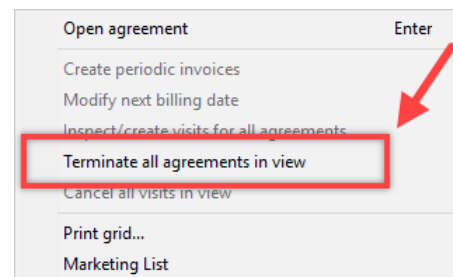 Open agreement Enter
Create periodic invoices
Modify next billing date
Inspect/create visits for all agreements
Terminate all agreements in view
Cancel all visits in view
Print grid...
Marketing List